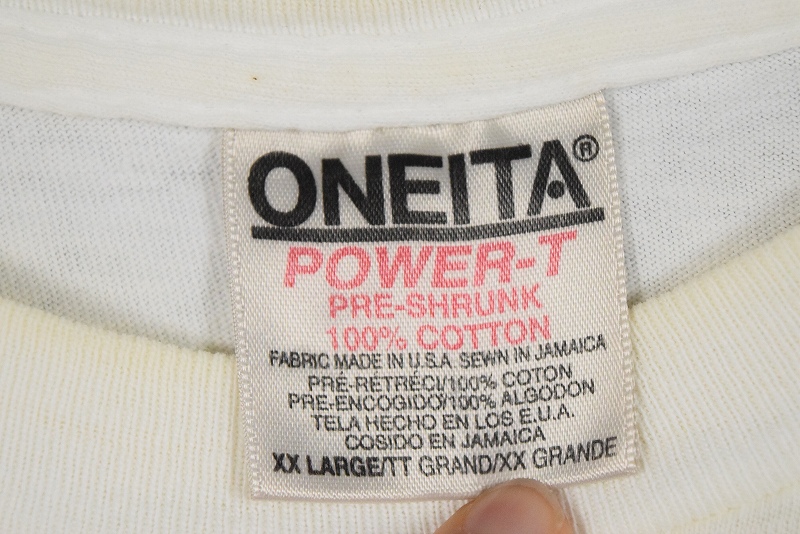 ONEITA®
POWER-T
PRE-SHRUNK
100% COTTON
FABRIC MADE IN U.S.A. SEWN IN JAMAICA
PRÉ-RÉTRÉCI/100% COTON
PRE-ENCOGIDO/100% ALGODON
TELA HECHO EN LOS E.U.A.
COSIDO EN JAMAICA
XX LARGE/TT GRAND/XX GRANDE